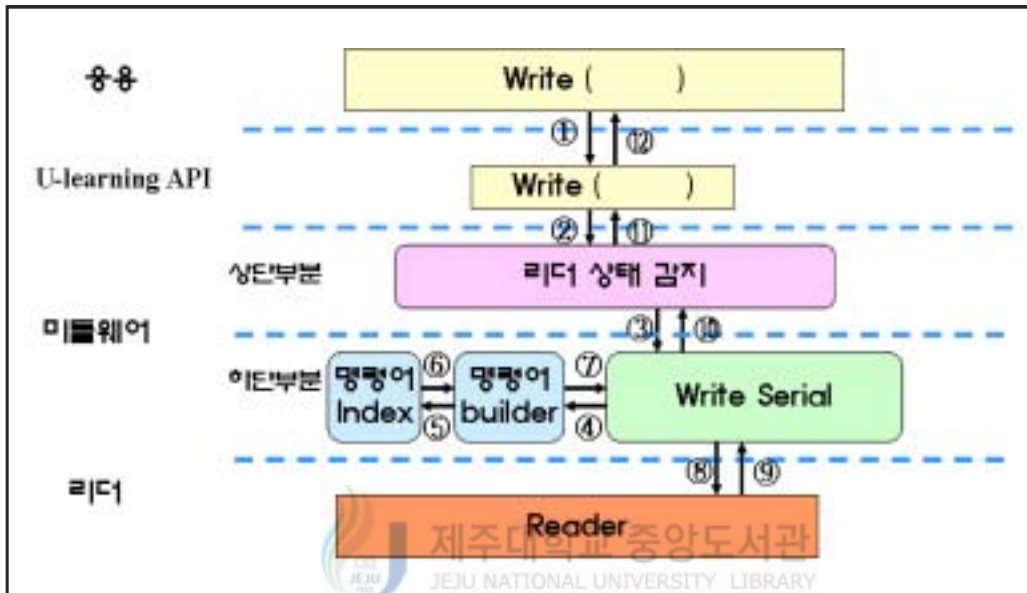 응용
Write (          )
① ⑫
U-learning API
Write (          )
② ⑪
상단부분
리더 상태 감지
미들웨어
③ ⑩
하단부분
명령어
Index
⑥
⑤
명령어
builder
⑦
④
Write Serial
⑧ ⑨
리더
Reader
제주대학교 중앙도서관
JEJU NATIONAL UNIVERSITY LIBRARY
JEJU